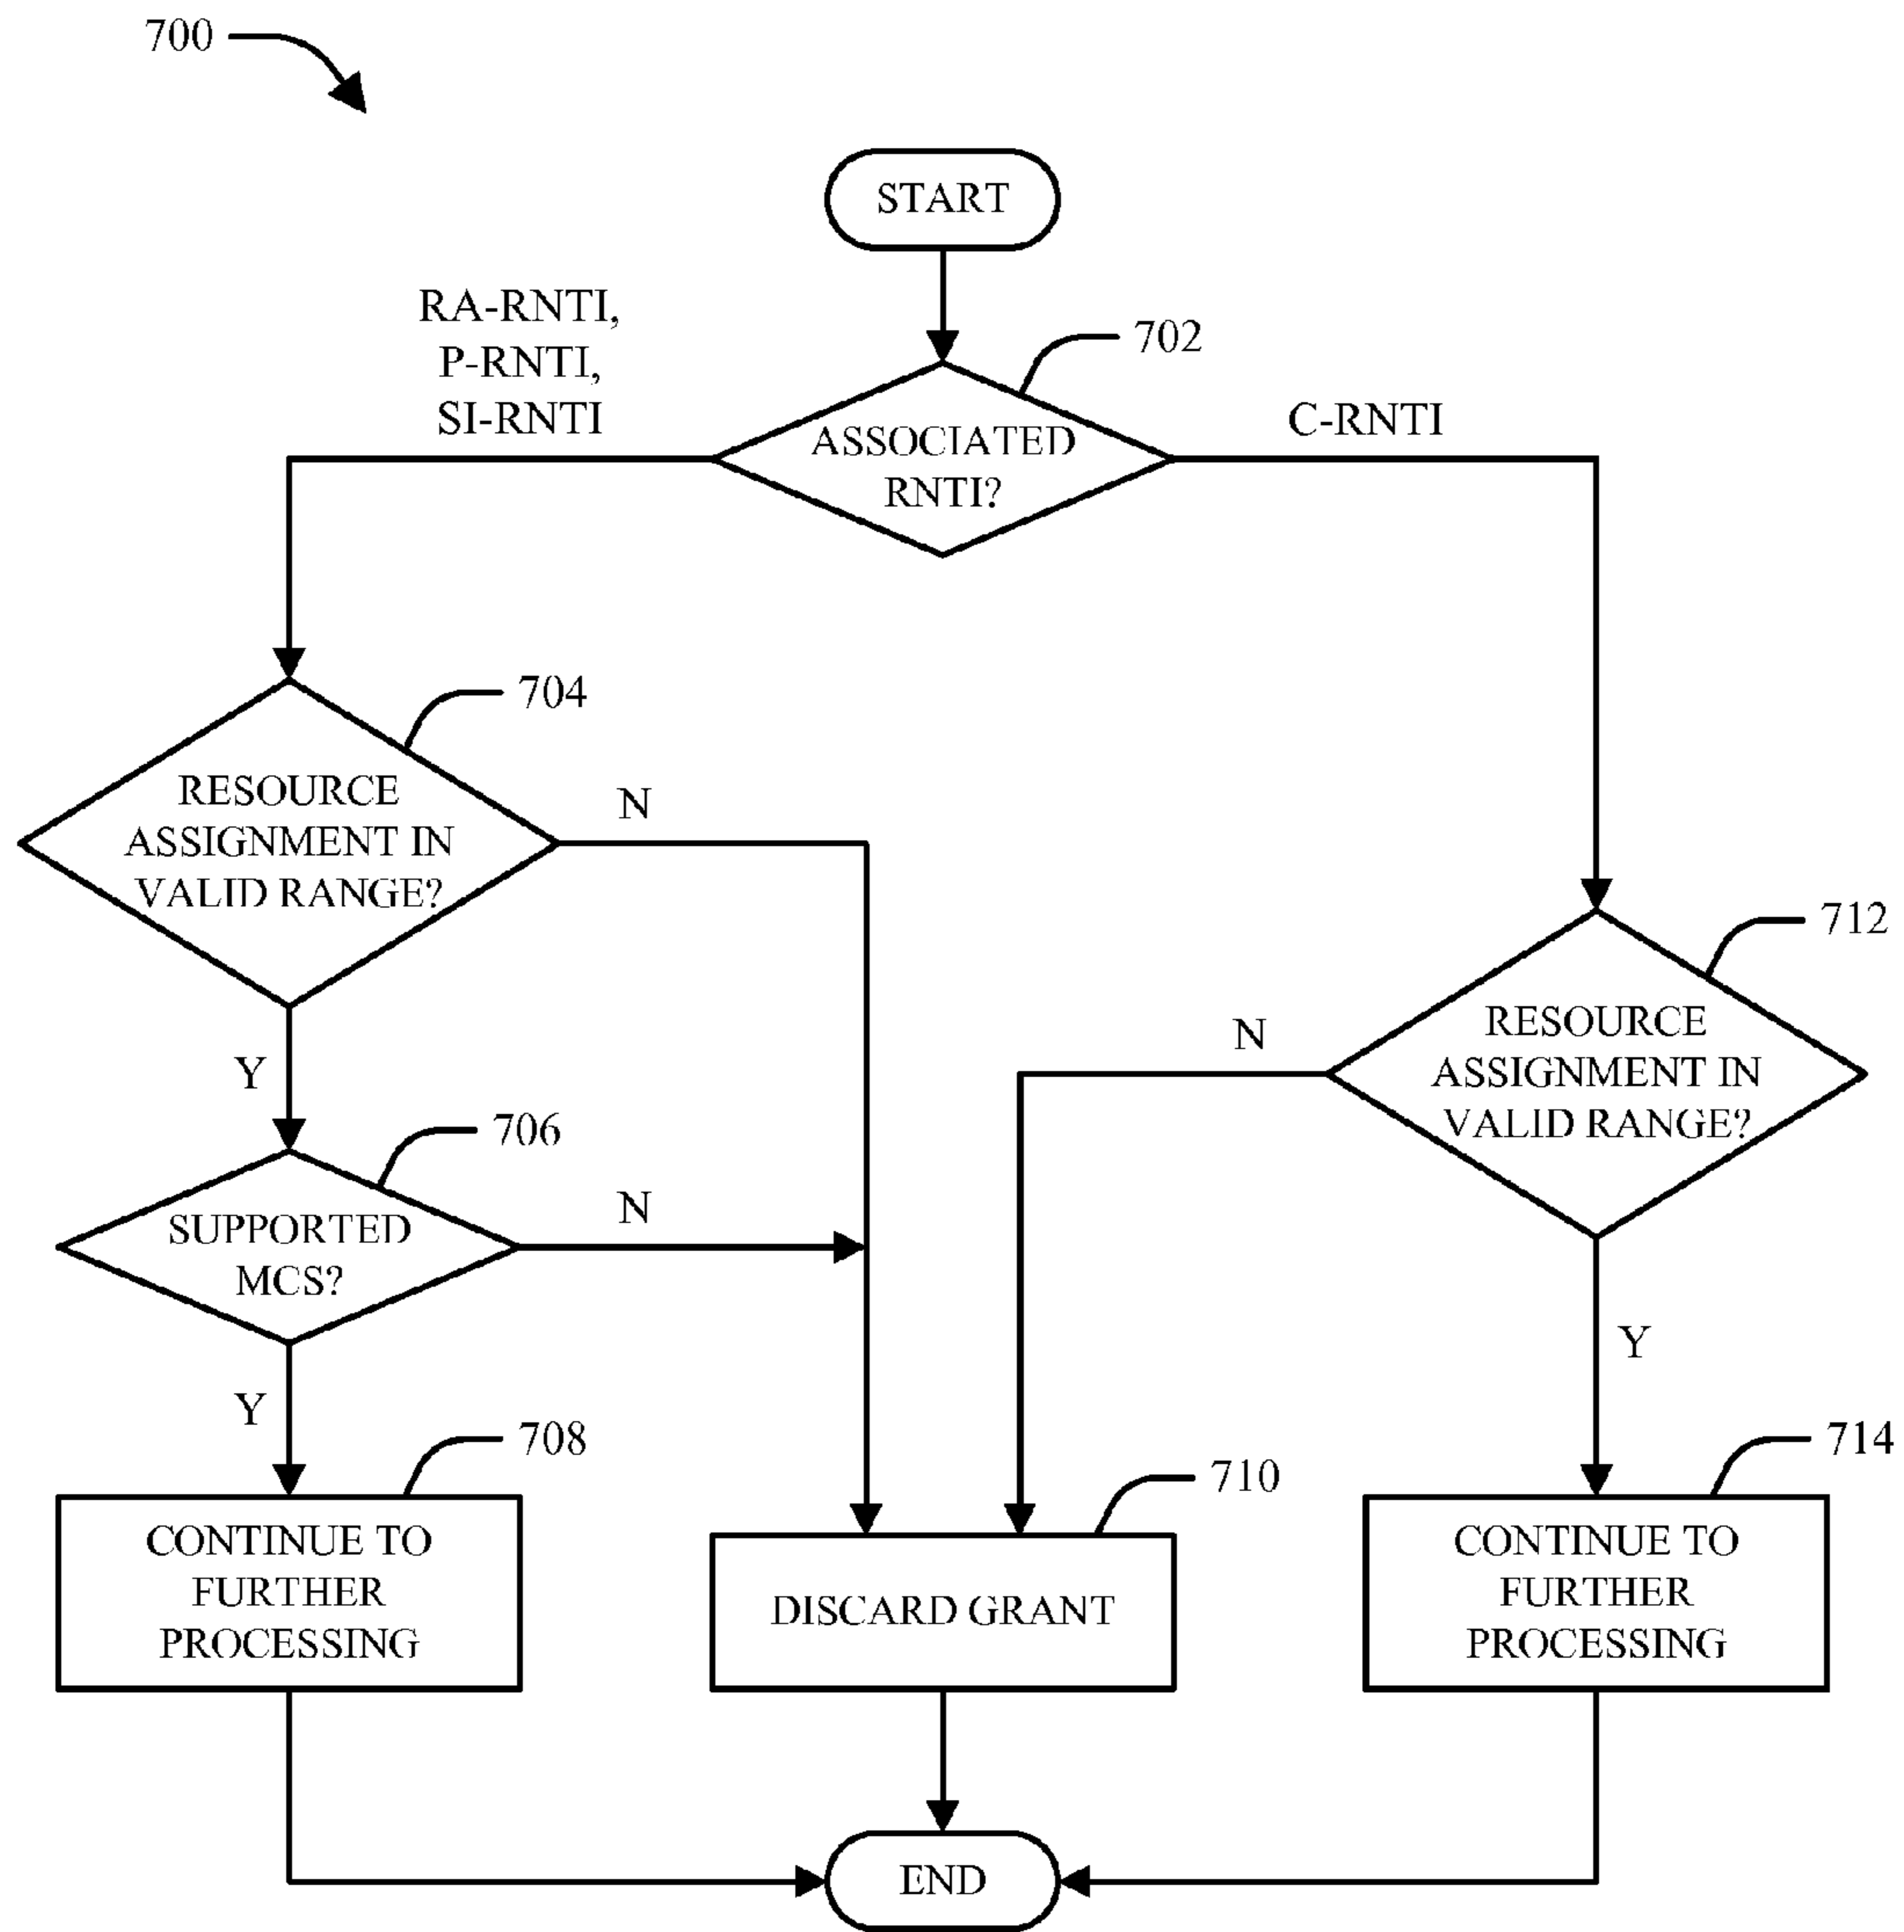 700
START
RA-RNTI,
P-RNTI,
SI-RNTI
702
C-RNTI
ASSOCIATED
RNTI?
704
RESOURCE
ASSIGNMENT IN
VALID RANGE?
N
712
RESOURCE
ASSIGNMENT IN
VALID RANGE?
N
Y
706
SUPPORTED
MCS?
N
Y
Y
708
710
714
CONTINUE TO
FURTHER
PROCESSING
DISCARD GRANT
CONTINUE TO
FURTHER
PROCESSING
END